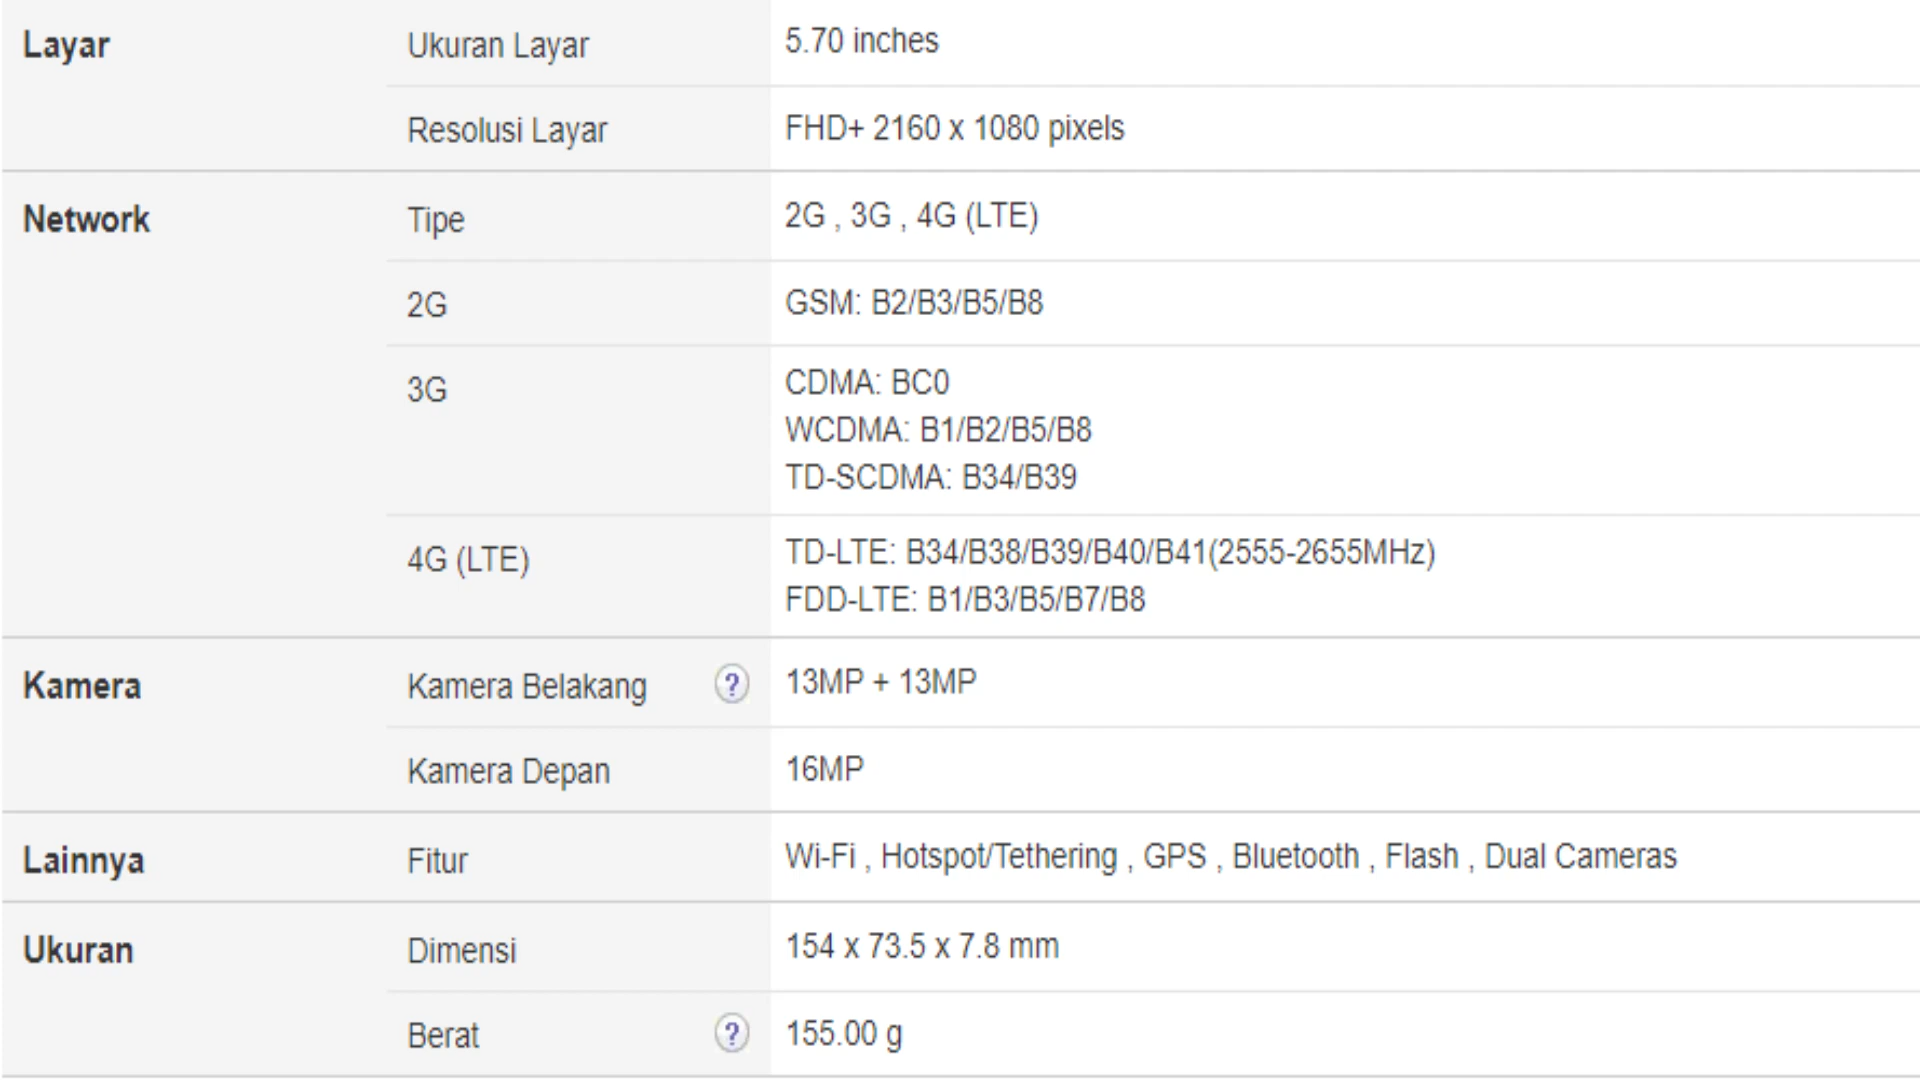 Layar
Ukuran Layar
5.70 inches
Resolusi Layar
FHD+ 2160 x 1080 pixels
Network
Tipe
2G , 3G , 4G (LTE)
2G
GSM: B2/B3/B5/B8
3G
CDMA: BC0
WCDMA: B1/B2/B5/B8
TD-SCDMA: B34/B39
4G (LTE)
TD-LTE: B34/B38/B39/B40/B41(2555-2655MHz)
FDD-LTE: B1/B3/B5/B7/B8
Kamera
Kamera Belakang
?
13MP + 13MP
Kamera Depan
16MP
Lainnya
Fitur
Wi-Fi , Hotspot/Tethering , GPS , Bluetooth , Flash , Dual Cameras
Ukuran
Dimensi
154 x 73.5 x 7.8 mm
Berat
?
155.00 g